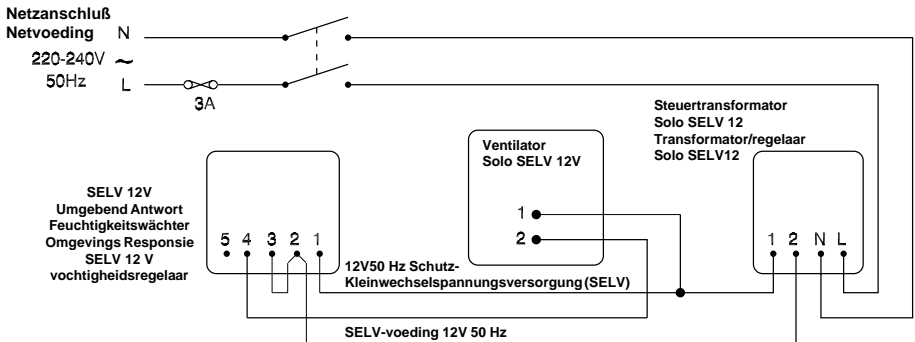 Netzanschluß
Netvoeding N
220-240V ~
50Hz L
3A
Steuertransformator
Solo SELV 12
Transformator/regelaar
Solo SELV12
Ventilator
Solo SELV 12V
1
2
SELV 12V
Umgebend Antwort
Feuchtigkeitswächter
Omgevings Responsie
SELV 12 V
vochtigheidsregelaar
5 4 3 2 1
1 2 N L
12V50 Hz Schutz-
Kleinwechselspannungsversorgung (SELV)
SELV-voeding 12V 50 Hz